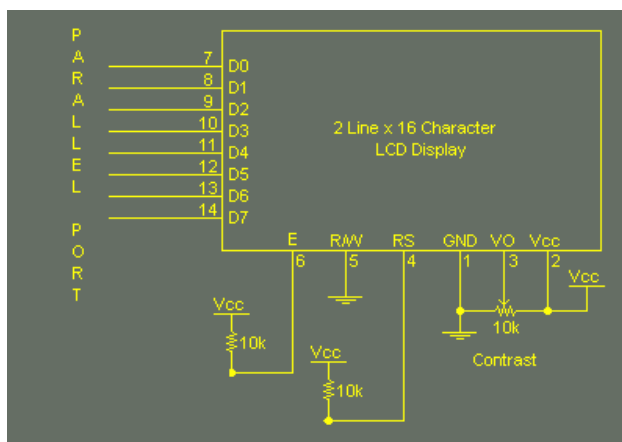 PARALLEL PORT
7
D0
8
D1
9
D2
10
D3
11
D4
12
D5
13
D6
14
D7
2 Line x 16 Character
LCD Display
E R/W RS GND VO Vcc
6 5 4 1 3 2
Vcc
10k
Vcc
10k
Vcc
10k
Contrast